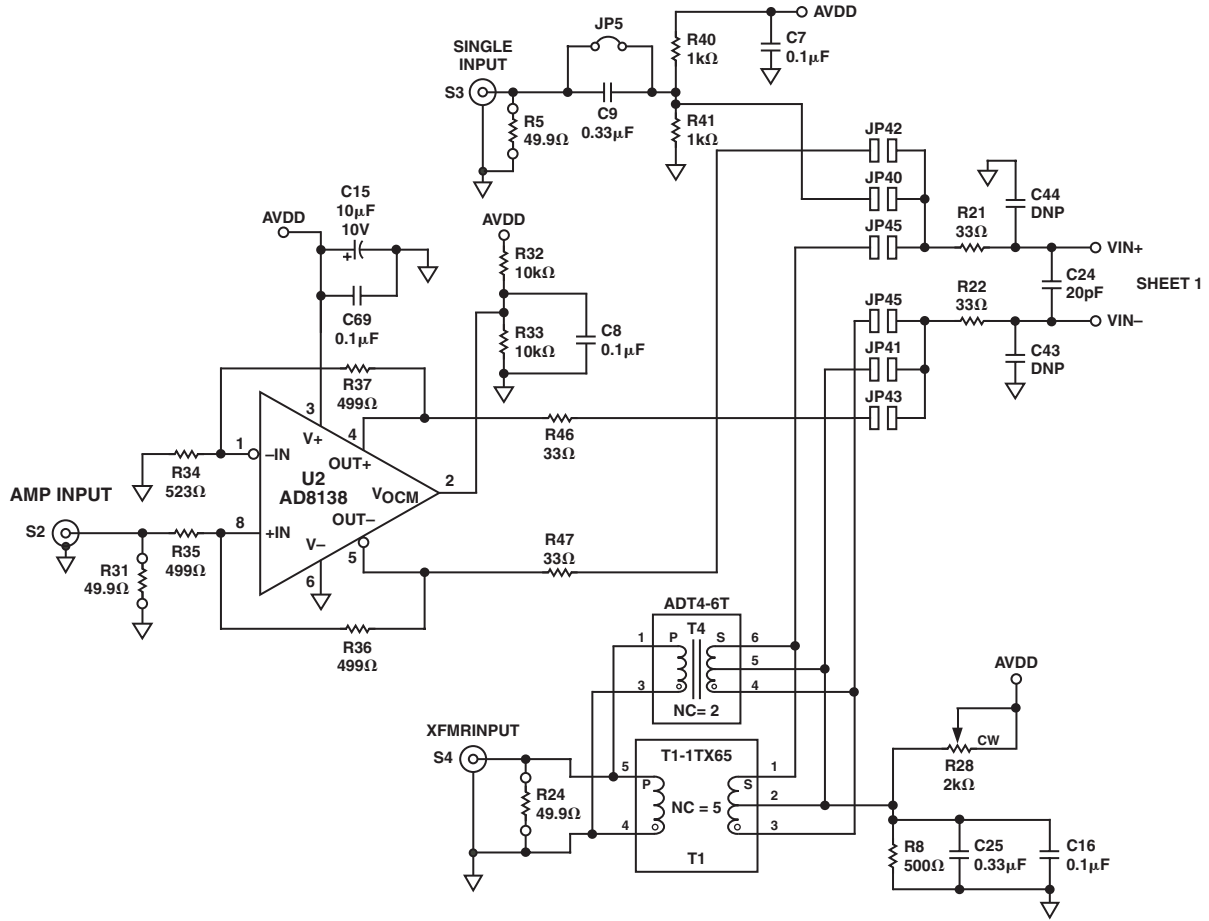 AVDD
JP5
R40
1kΩ
C7
0.1µF
SINGLE
INPUT
S3
R5
49.9Ω
C9
0.33µF
R41
1kΩ
JP42
C44
DNP
JP40
C15
10µF
10V
AVDD
AVDD
R32
10kΩ
R21
33Ω
JP45
VIN+
C24
20pF
SHEET 1
R22
33Ω
JP45
VIN–
C69
0.1µF
R33
10kΩ
C8
0.1µF
C43
DNP
JP41
R37
499Ω
JP43
3
V+
4
OUT+
R46
33Ω
1
–IN
R34
523Ω
U2
AD8138
2
VOCM
AMP INPUT
S2
OUT–
8
+IN
R35
499Ω
R31
49.9Ω
V–
5
6
R47
33Ω
R36
499Ω
ADT4-6T
T4
1
P
S
6
5
3
4
NC= 2
AVDD
XFMRINPUT
S4
T1-1TX65
CW
R28
2kΩ
5
P
S
1
R24
49.9Ω
NC = 5
2
4
3
T1
R8
500Ω
C25
0.33µF
C16
0.1µF